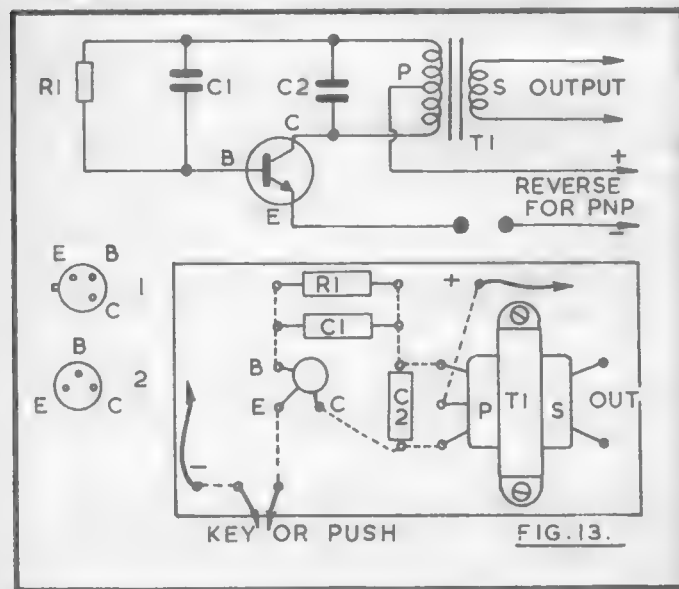 R1
C1
C2
P
S
OUTPUT
C
T1
B
+
REVERSE
FOR PNP
E
-
E B
C
1
B
E C
2
R1
+
C1
B
E
C
C2
P
T1
S
OUT
-
KEY OR PUSH
FIG.13.